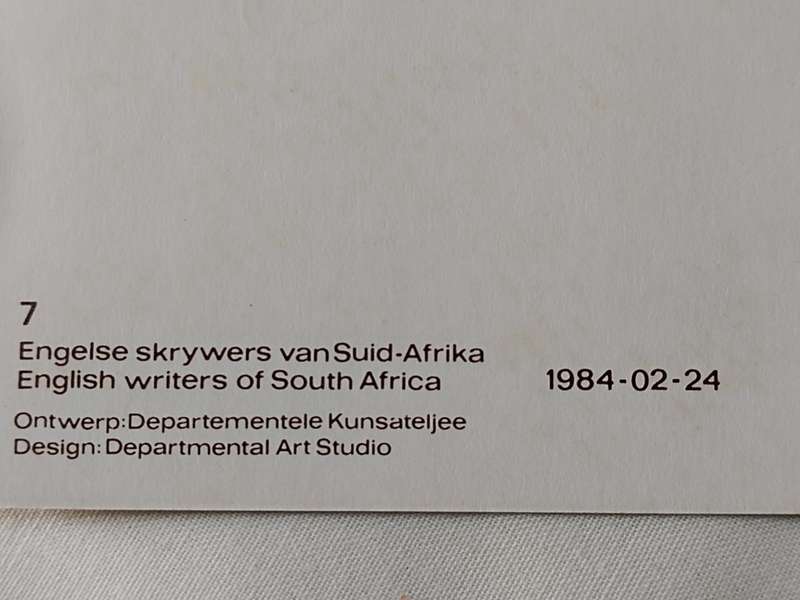 7
Engelse skrywers van Suid-Afrika
English writers of South Africa 1984-02-24
Ontwerp: Departementele Kunsateljee
Design: Departmental Art Studio